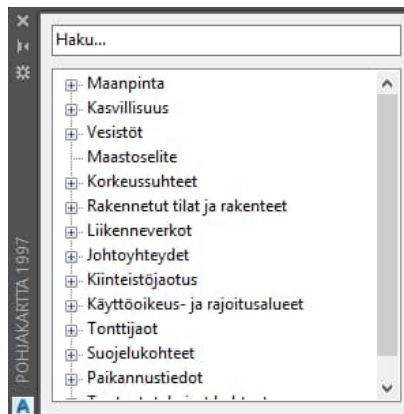 Haku...
Maanpinta
Kasvillisuus
Vesistöt
Maastoselite
Korkeussuhteet
Rakennetut tilat ja rakenteet
Liikenneverkot
Johtoyhteydet
Kiinteistöjaotus
Käyttöoikeus- ja rajoitusalueet
Tonttijaot
Suojelukohteet
Paikannustiedot
POHJAKARTTA 1997
A